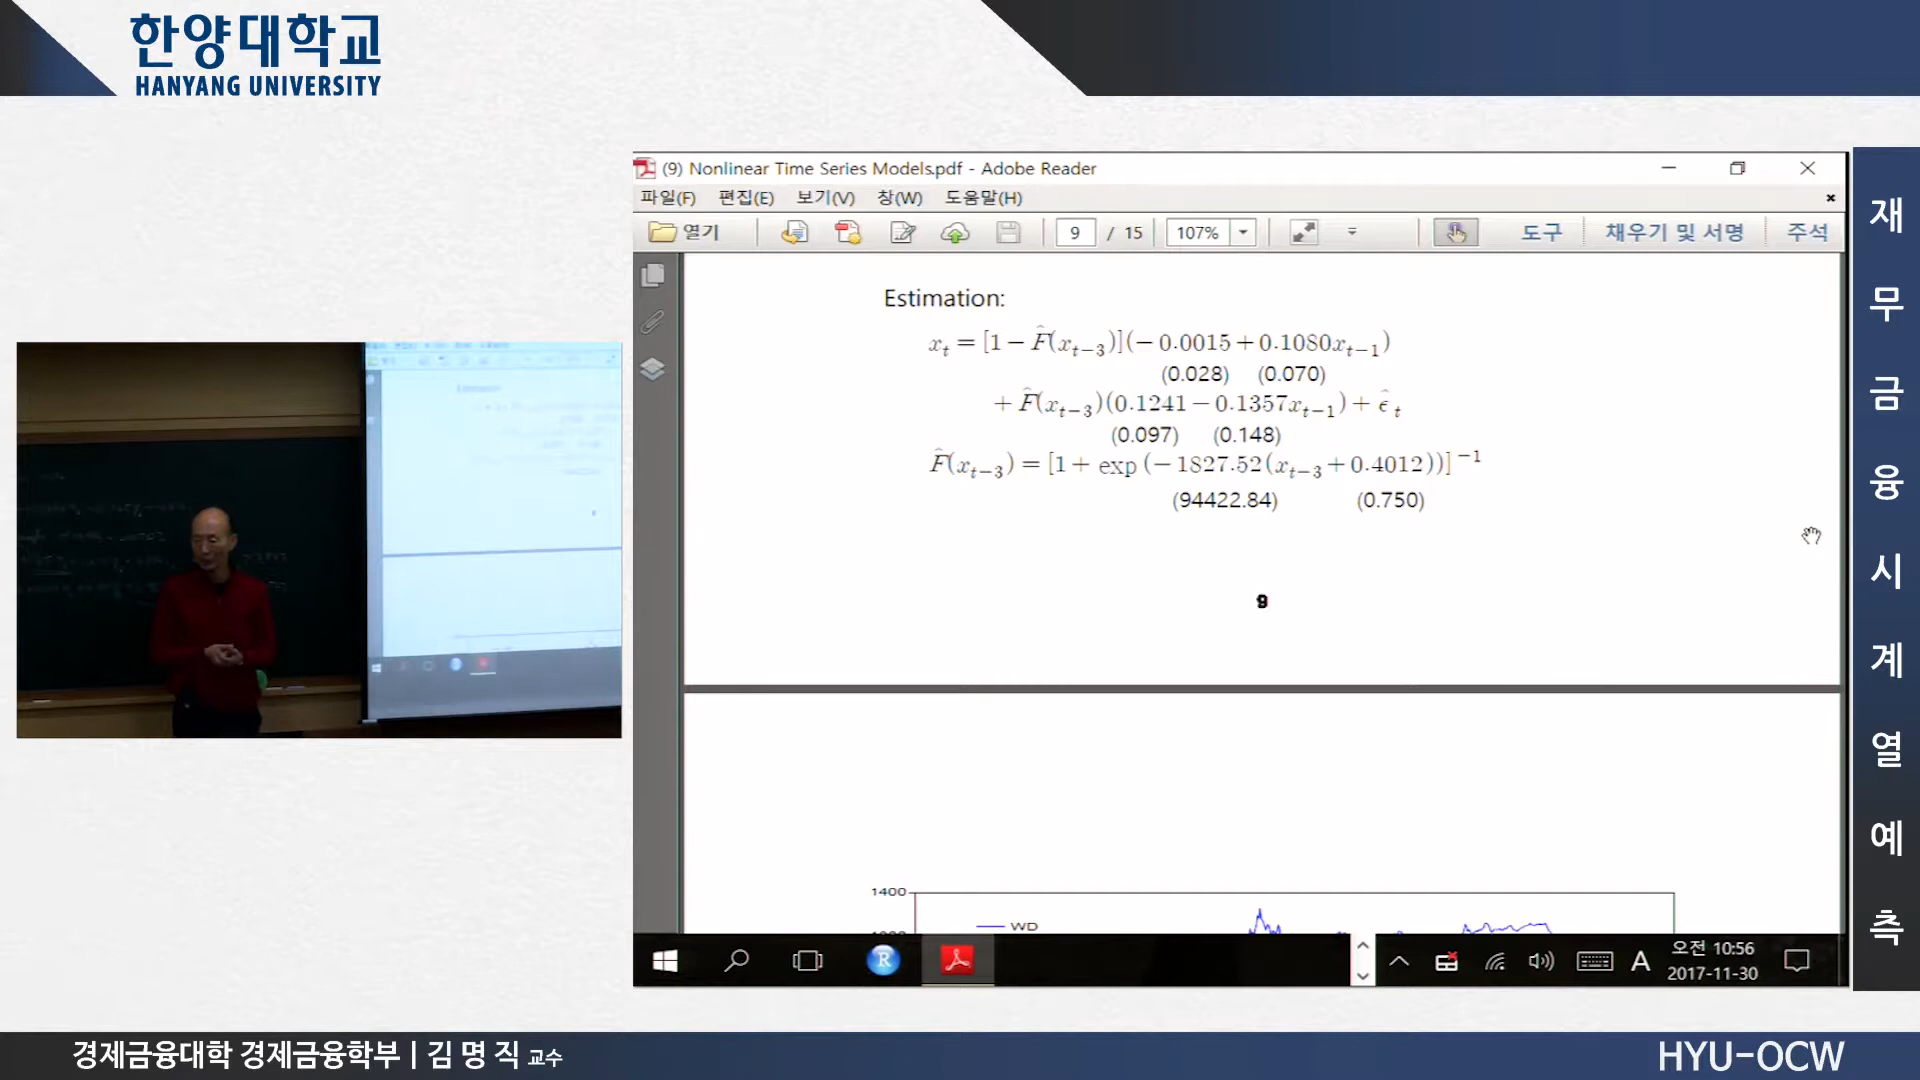 한양대학교
HANYANG UNIVERSITY
(9) Nonlinear Time Series Models.pdf - Adobe Reader
파일(F) 편집(E) 보기(V) 창(W) 도움말(H)
열기 9 / 15 107% 도구 채우기 및 서명 주석
Estimation:
x_t = [1 − F̂(x_{t−3})](− 0.0015 + 0.1080x_{t−1})
(0.028) (0.070)
+ F̂(x_{t−3})(0.1241 − 0.1357x_{t−1}) + ϵ̂_t
(0.097) (0.148)
F̂(x_{t−3}) = [1 + exp (− 1827.52(x_{t−3} + 0.4012))]^{−1}
(94422.84) (0.750)
9
1400
WD
A 오전 10:56
2017-11-30
재무금융시계열예측
경제금융대학 경제금융학부 | 김명직 교수
HYU-OCW